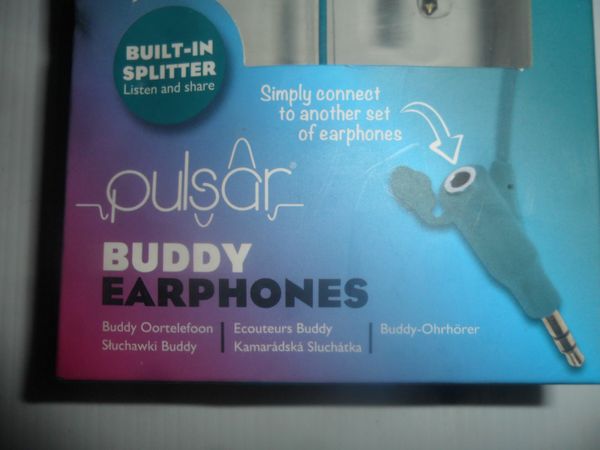 BUILT-IN
SPLITTER
Listen and share
Simply connect
to another set
of earphones
pulsar®
BUDDY
EARPHONES
Buddy Oortelefoon
Słuchawki Buddy
Ecouteurs Buddy
Kamarádská Sluchátka
Buddy-Ohrhörer